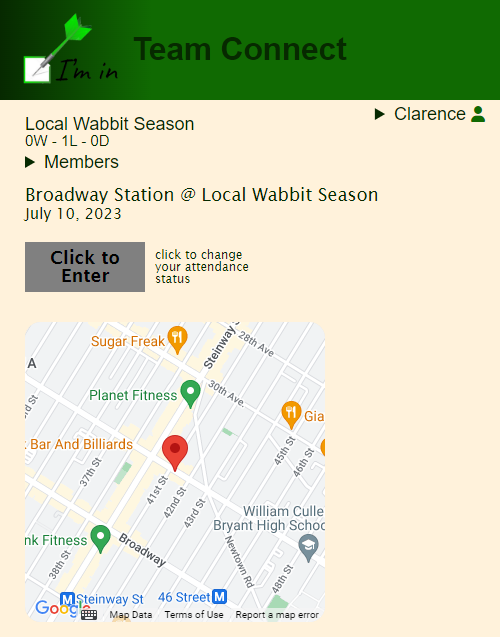 I'm in
Team Connect
Clarence
Local Wabbit Season
0W - 1L - 0D
Members
Broadway Station @ Local Wabbit Season
July 10, 2023
Click to
Enter
click to change
your attendance
status
Sugar Freak
Steinway
28th Ave
A
Planet Fitness
30th Ave
rd St
Gia
Bar And Billiards
37th St
41st St
42nd St
43rd St
45th St
46th St
William Culle
Bryant High Schoo
nk Fitness
Broadway
Newtown Rd
38th St
48th St
M Steinway St
46 Street M
Google
Map Data
Terms of Use
Report a map error